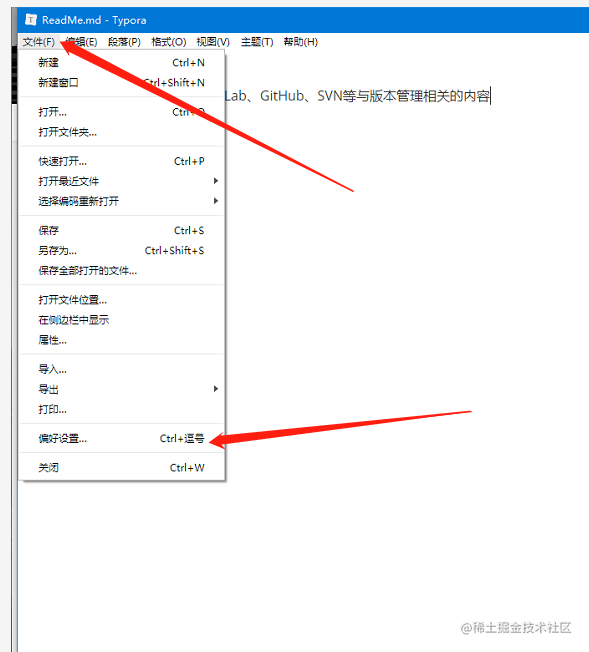 ReadMe.md - Typora
文件(F) 编辑(E) 段落(P) 格式(O) 视图(V) 主题(T) 帮助(H)
新建 Ctrl+N
新建窗口 Ctrl+Shift+N
Lab、GitHub、SVN等与版本管理相关的内容
打开... Ctrl+O
打开文件夹...
快速打开... Ctrl+P
打开最近文件
选择编码重新打开
保存 Ctrl+S
另存为... Ctrl+Shift+S
保存全部打开的文件...
打开文件位置...
在侧边栏中显示
属性...
导入...
导出
打印...
偏好设置... Ctrl+逗号
关闭 Ctrl+W
@稀土掘金技术社区